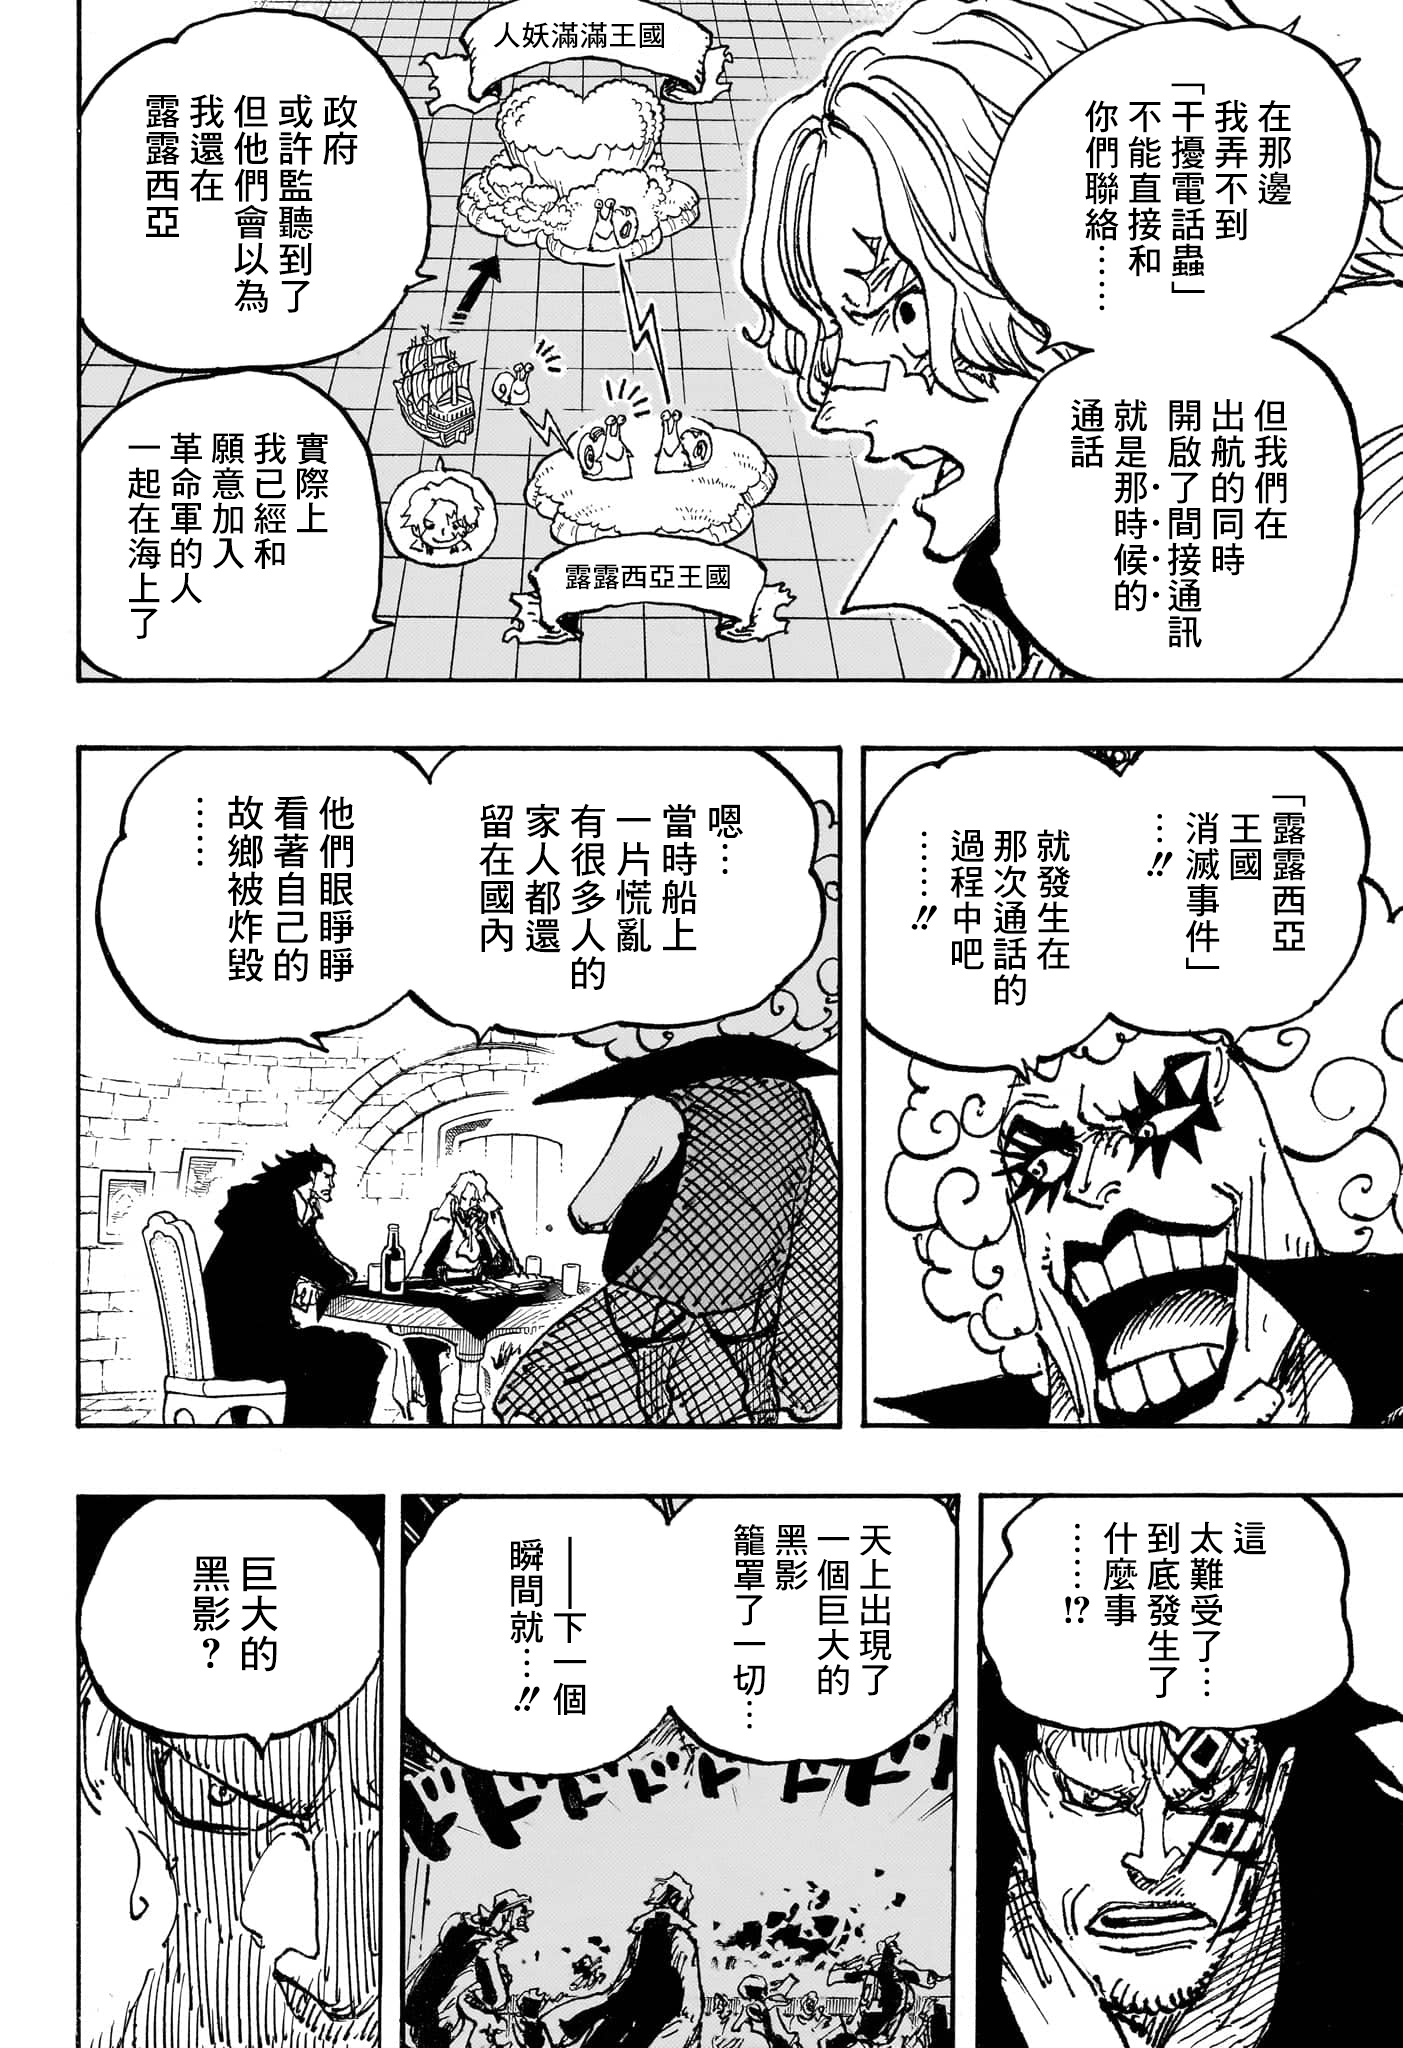 在那邊
我弄不到
「干擾電話蟲」
不能直接和
你們聯絡……
但我們在
出航的同時
開啟了間接通訊
就是那時候的
通話
人妖滿滿王國
露露西亞王國
政府
或許監聽到了
但他們會以為
我還在
露露西亞
實際上
我已經和
願意加入
革命軍的人
一起在海上了
「露露西亞
王國
消滅事件」
…!!
就發生在
那次通話的
過程中吧
……!!
嗯…
當時船上
一片慌亂
有很多人的
家人都還
留在國內
他們眼睜睜
看著自己的
故鄉被炸毀
……
這
太難受了…
到底發生了
什麼事
……!?
天上出現了
一個巨大的
黑影
籠罩了一切…
——下一個
瞬間就…!!
ドドドドドドド
巨大的
黑影?